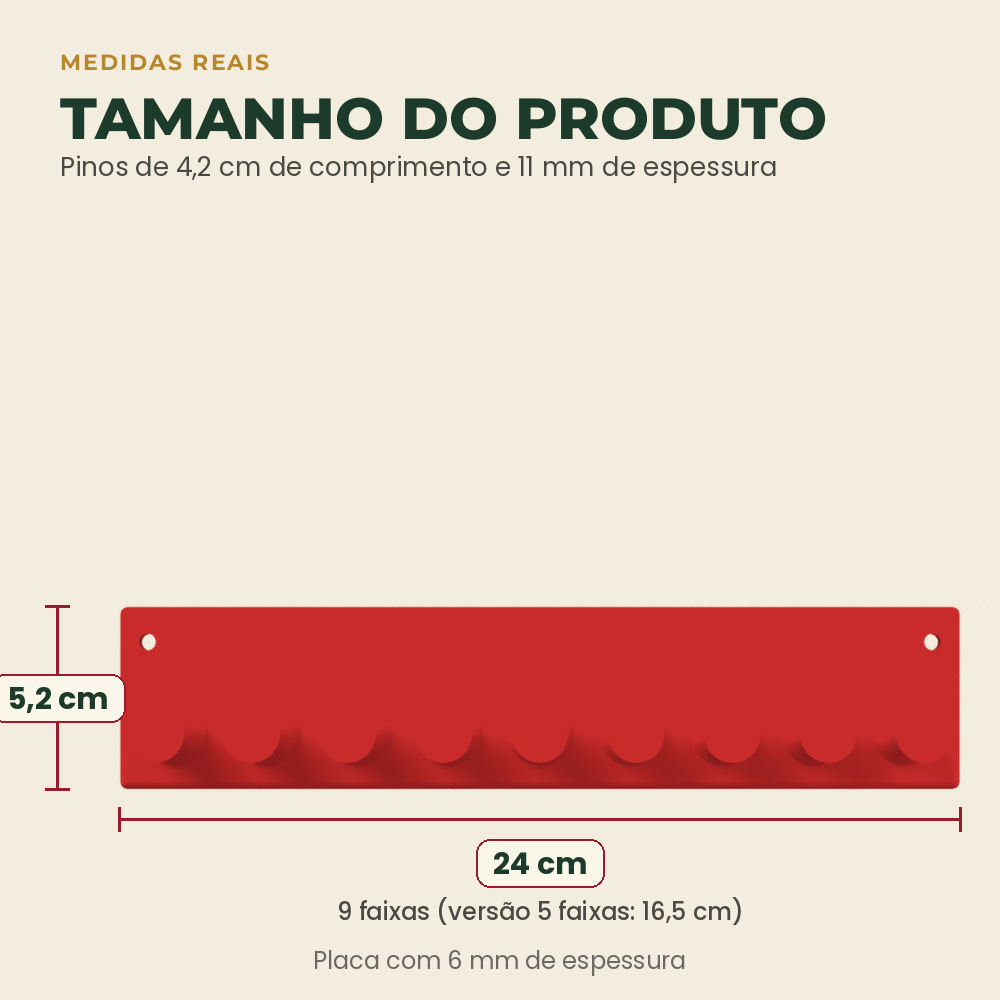 MEDIDAS REAIS
TAMANHO DO PRODUTO
Pinos de 4,2 cm de comprimento e 11 mm de espessura
5,2 cm
24 cm
9 faixas (versão 5 faixas: 16,5 cm)
Placa com 6 mm de espessura